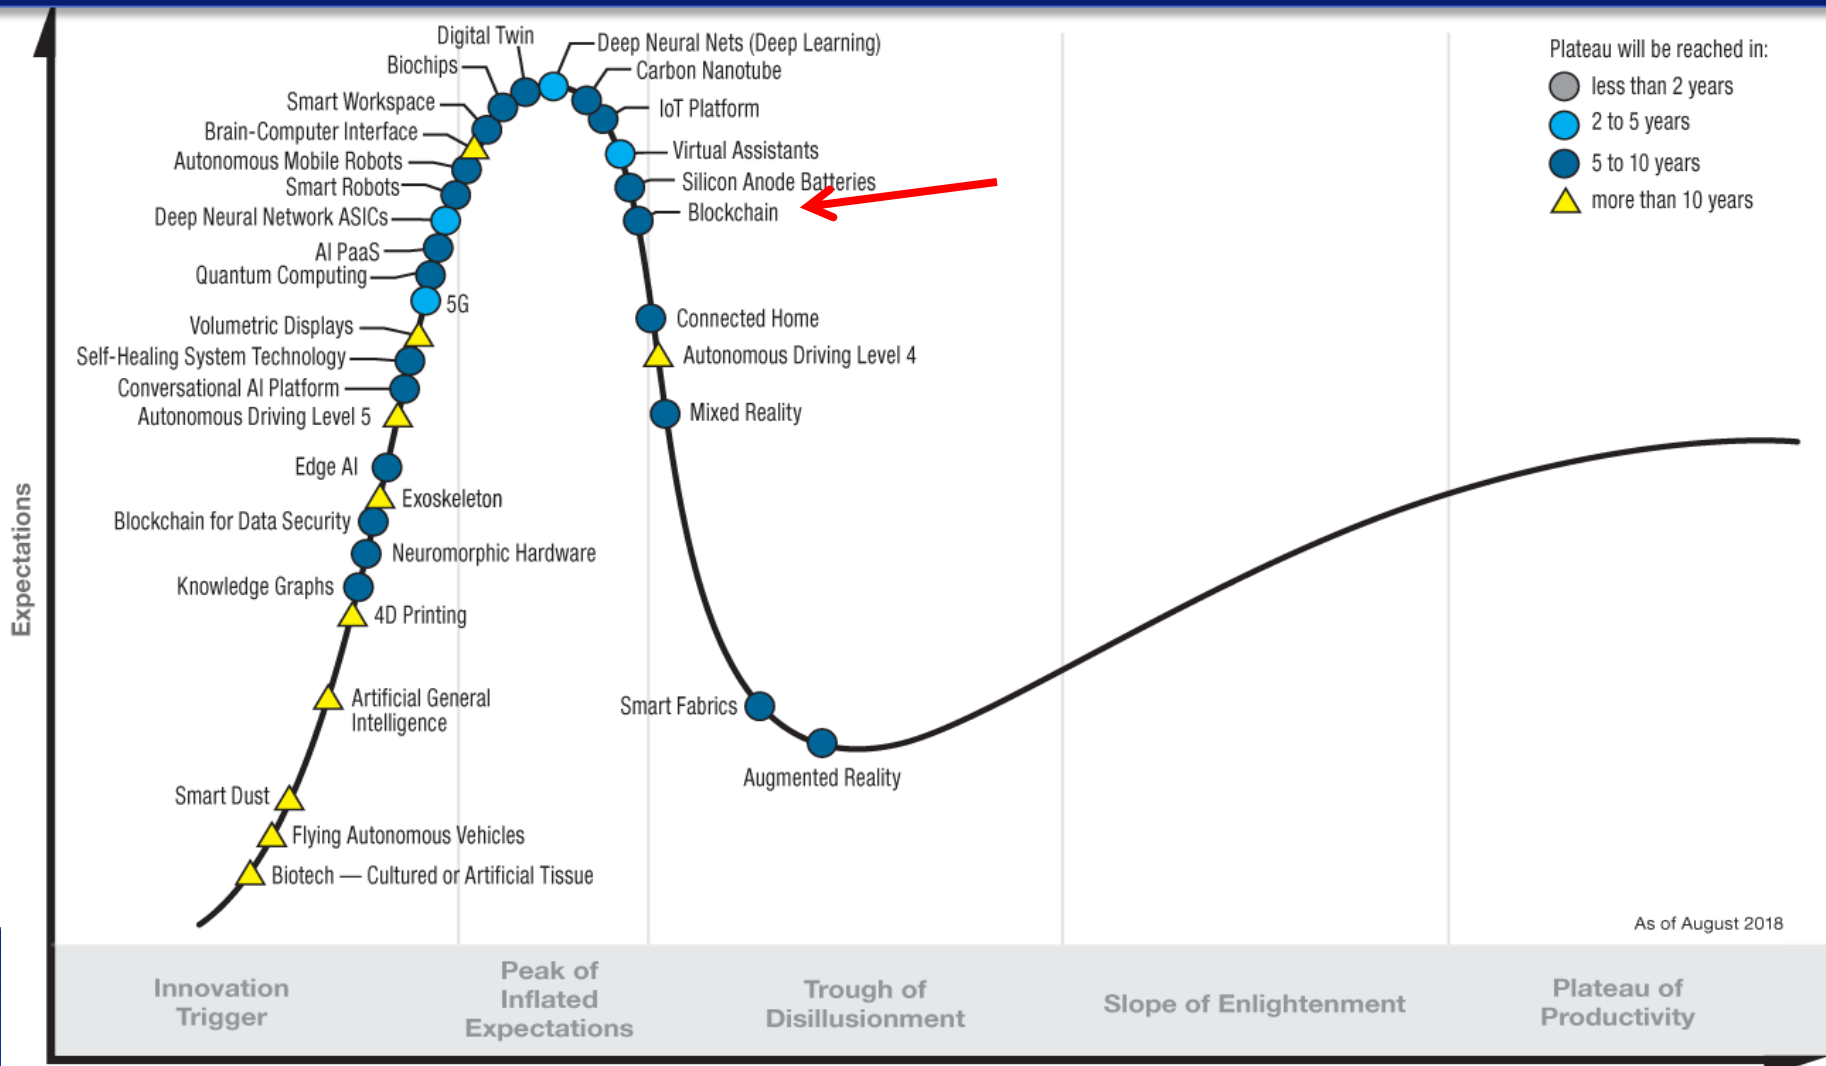 Digital Twin
Deep Neural Nets (Deep Learning)
Biochips
Carbon Nanotube
Smart Workspace
IoT Platform
Brain-Computer Interface
Virtual Assistants
Autonomous Mobile Robots
Silicon Anode Batteries
Smart Robots
Blockchain
Deep Neural Network ASICs
AI PaaS
Quantum Computing
5G
Volumetric Displays
Connected Home
Self-Healing System Technology
Autonomous Driving Level 4
Conversational AI Platform
Autonomous Driving Level 5
Mixed Reality
Edge AI
Exoskeleton
Blockchain for Data Security
Neuromorphic Hardware
Knowledge Graphs
4D Printing
Artificial General
Intelligence
Smart Fabrics
Augmented Reality
Smart Dust
Flying Autonomous Vehicles
Biotech — Cultured or Artificial Tissue
Plateau will be reached in:
less than 2 years
2 to 5 years
5 to 10 years
more than 10 years
As of August 2018
Expectations
Innovation
Trigger
Peak of
Inflated
Expectations
Trough of
Disillusionment
Slope of Enlightenment
Plateau of
Productivity